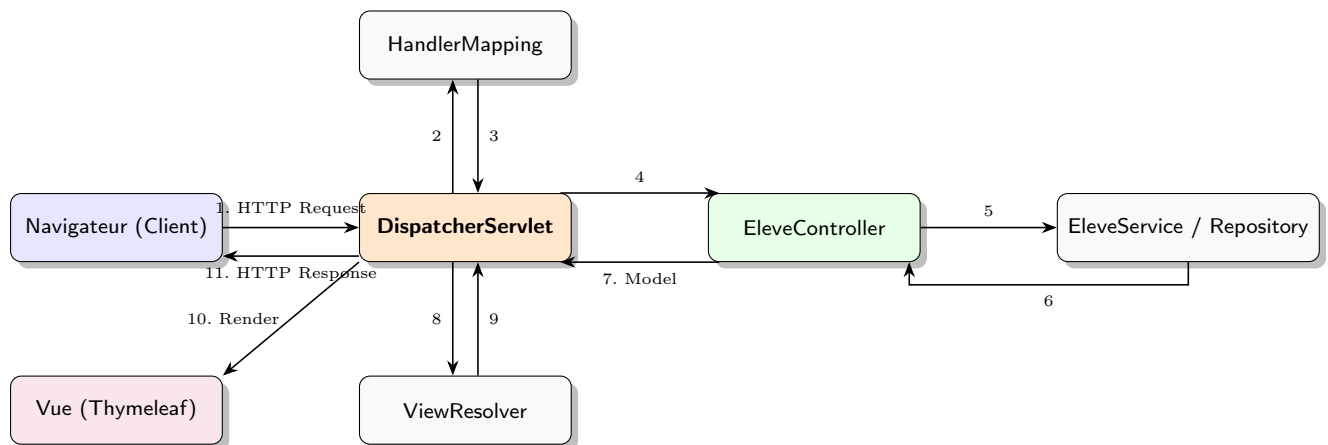 HandlerMapping
2
3
4
Navigateur (Client)
1. HTTP Request
DispatcherServlet
EleveController
5
EleveService / Repository
11. HTTP Response
7. Model
6
10. Render
8
9
Vue (Thymeleaf)
ViewResolver